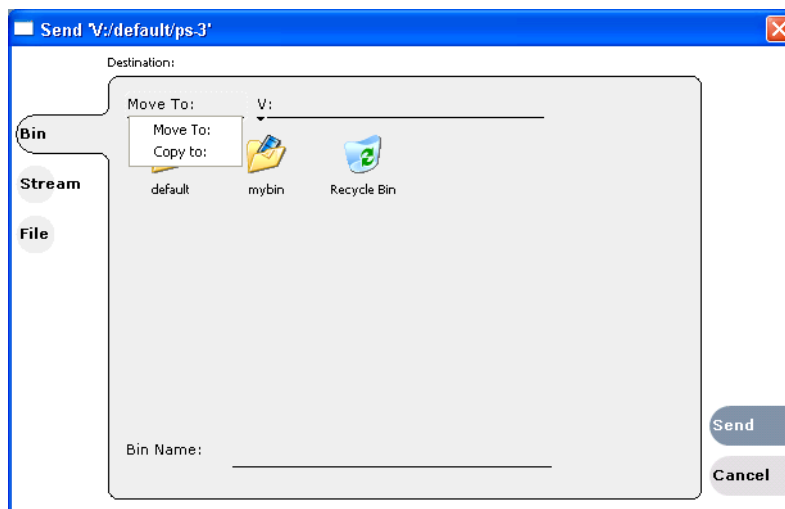 Send 'V:/default/ps-3'
Destination:
Move To: V:
Move To:
Copy to:
Bin
Stream
File
default mybin Recycle Bin
Bin Name:
Send
Cancel